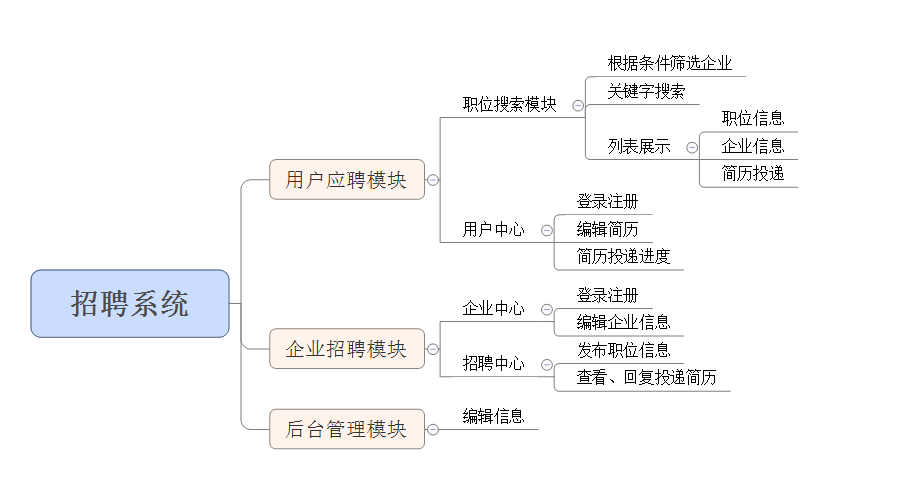 招聘系统
用户应聘模块
职位搜索模块
根据条件筛选企业
关键字搜索
列表展示
职位信息
企业信息
简历投递
用户中心
登录注册
编辑简历
简历投递进度
企业招聘模块
企业中心
登录注册
编辑企业信息
招聘中心
发布职位信息
查看、回复投递简历
后台管理模块
编辑信息